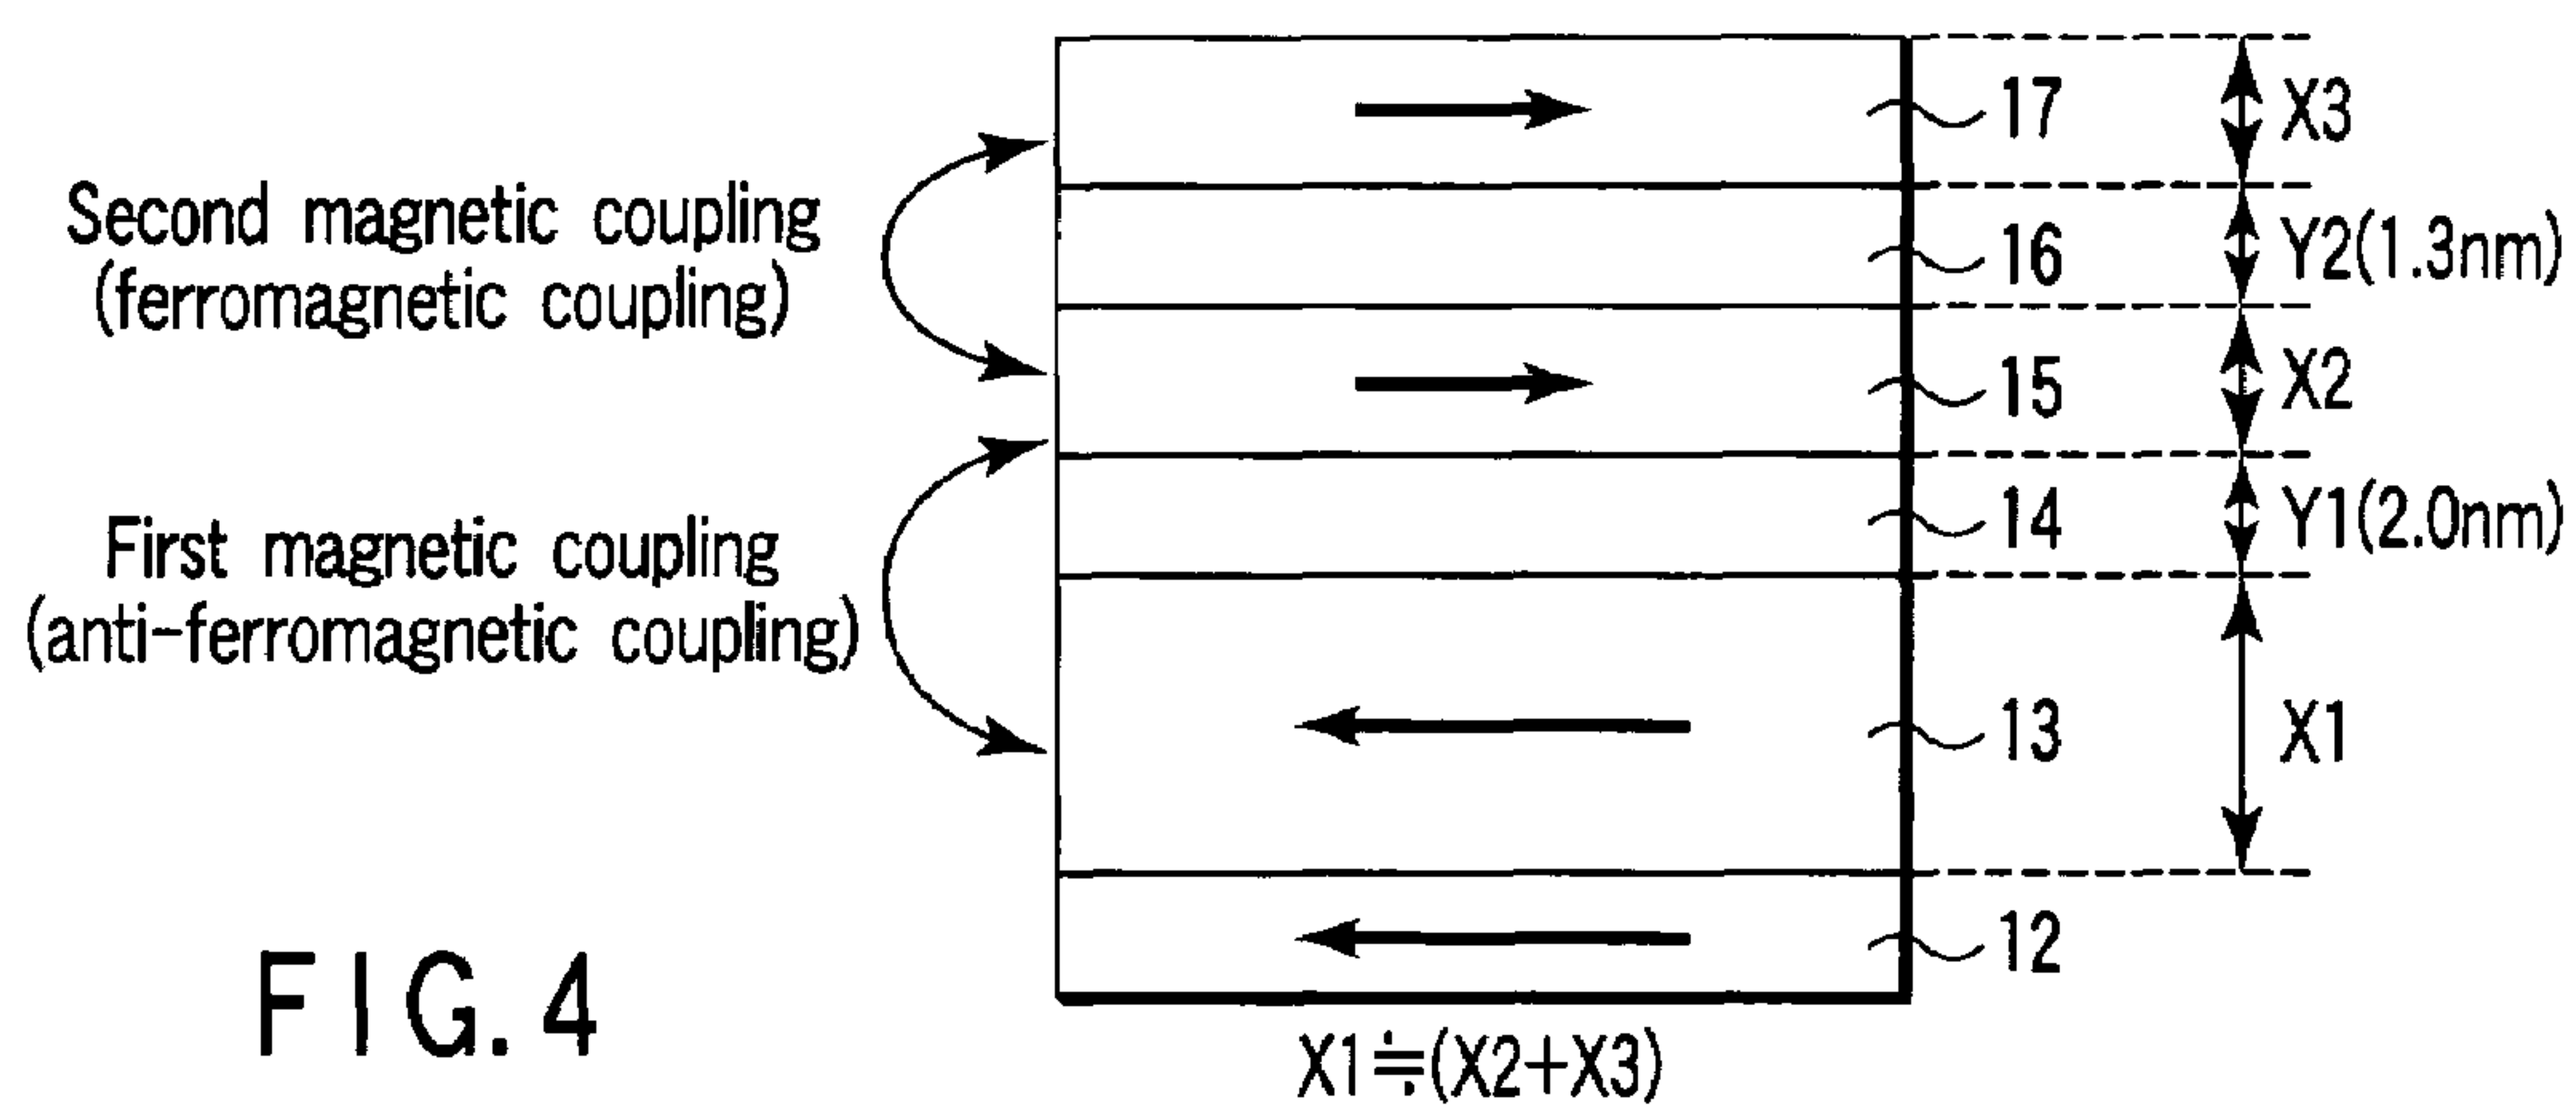 17
X3
Second magnetic coupling
(ferromagnetic coupling)
16
Y2(1.3nm)
15
X2
First magnetic coupling
(anti-ferromagnetic coupling)
14
Y1(2.0nm)
13
X1
12
FIG.4
X1≒(X2+X3)